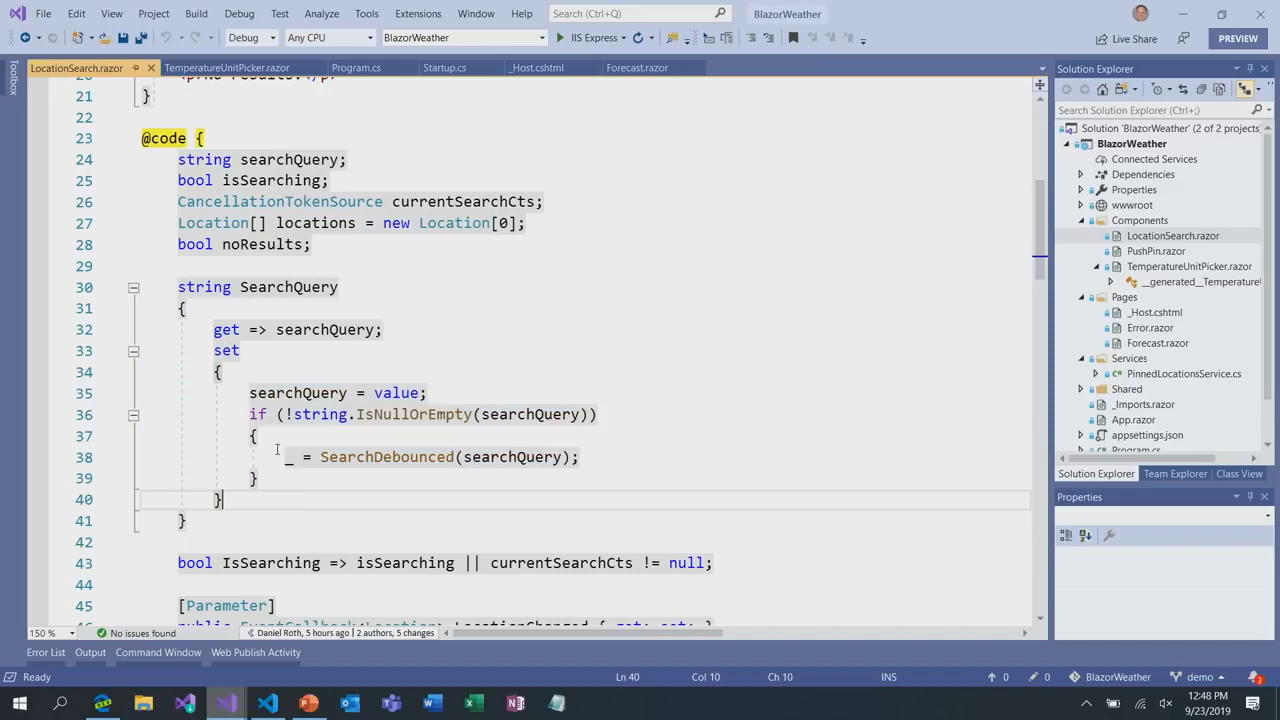 File Edit View Project Build Debug Test Analyze Tools Extensions Window Help Search (Ctrl+Q) BlazorWeather
Debug Any CPU BlazorWeather IIS Express Live Share PREVIEW
Toolbox
LocationSearch.razor TemperatureUnitPicker.razor Program.cs Startup.cs _Host.cshtml Forecast.razor
21 }
22
23 @code {
24 string searchQuery;
25 bool isSearching;
26 CancellationTokenSource currentSearchCts;
27 Location[] locations = new Location[0];
28 bool noResults;
29
30 string SearchQuery
31 {
32 get => searchQuery;
33 set
34 {
35 searchQuery = value;
36 if (!string.IsNullOrEmpty(searchQuery))
37 {
38 _ = SearchDebounced(searchQuery);
39 }
40 }
41 }
42
43 bool IsSearching => isSearching || currentSearchCts != null;
44
45 [Parameter]
150 % No issues found Daniel Roth, 5 hours ago | 2 authors, 5 changes
Solution Explorer
Search Solution Explorer (Ctrl+;)
Solution 'BlazorWeather' (2 of 2 projects)
BlazorWeather
Connected Services
Dependencies
Properties
wwwroot
Components
LocationSearch.razor
PushPin.razor
TemperatureUnitPicker.razor
__generated__Temperature
Pages
_Host.cshtml
Error.razor
Forecast.razor
Services
PinnedLocationsService.cs
Shared
_Imports.razor
App.razor
appsettings.json
Solution Explorer Team Explorer Class View
Properties
Error List Output Command Window Web Publish Activity
Ready Ln 40 Col 10 Ch 10 INS 0 0 BlazorWeather demo 3
12:48 PM
9/23/2019